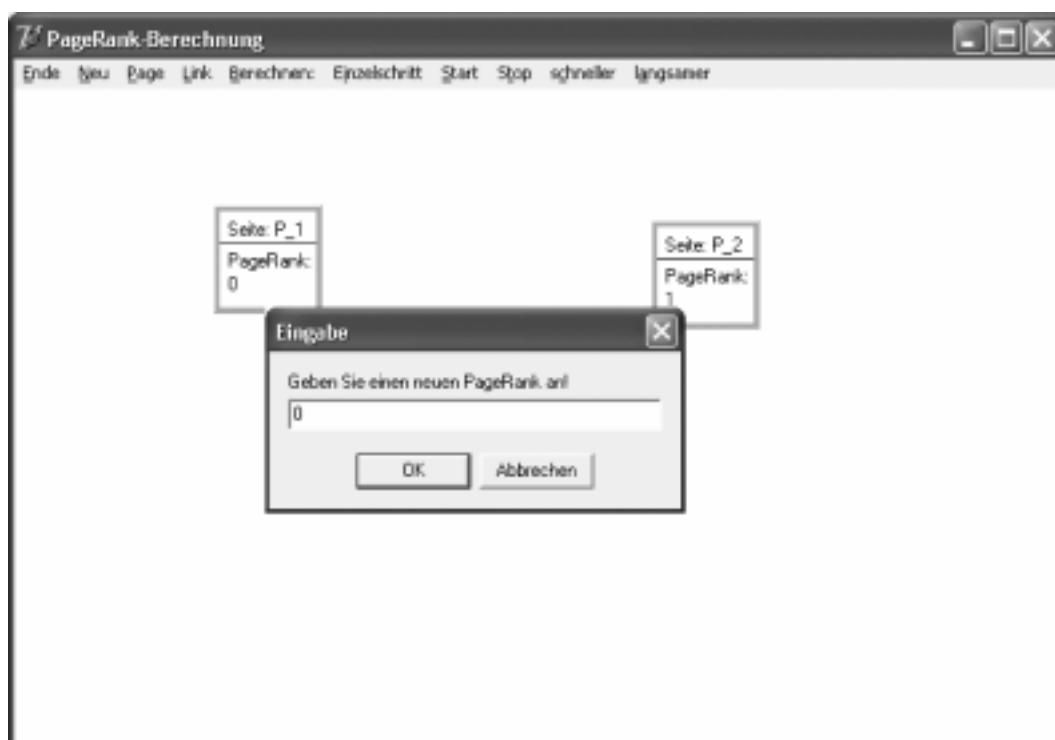 PageRank-Berechnung
Ende Neu Page Link Berechnen: Einzelschritt Start Stop schneller langsamer
Seite: P_1
PageRank:
0
Seite: P_2
PageRank:
1
Eingabe
Geben Sie einen neuen PageRank an!
0
OK Abbrechen